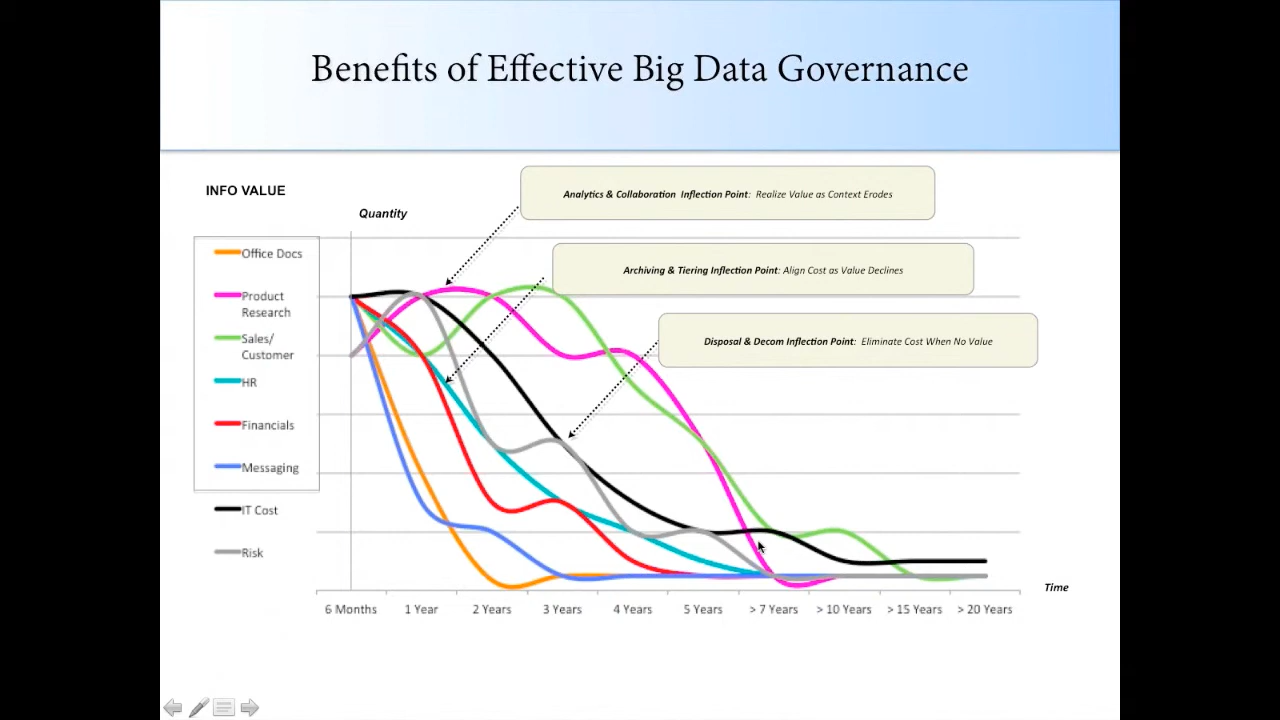 Benefits of Effective Big Data Governance
INFO VALUE
Quantity
Analytics & Collaboration Inflection Point: Realize Value as Context Erodes
Archiving & Tiering Inflection Point: Align Cost as Value Declines
Disposal & Decom Inflection Point: Eliminate Cost When No Value
Office Docs
Product
Research
Sales/
Customer
HR
Financials
Messaging
IT Cost
Risk
Time
6 Months 1 Year 2 Years 3 Years 4 Years 5 Years > 7 Years > 10 Years > 15 Years > 20 Years